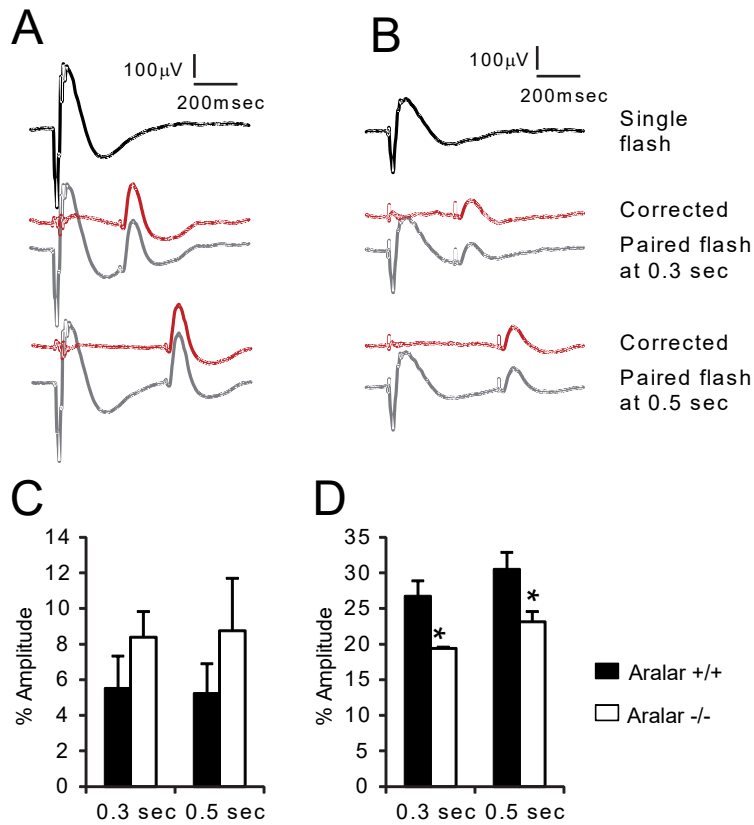 A
100µV
200msec
B
100µV
200msec
Single
flash
Corrected
Paired flash
at 0.3 sec
Corrected
Paired flash
at 0.5 sec
C
% Amplitude
14
12
10
8
6
4
2
0
0.3 sec
0.5 sec
D
% Amplitude
35
30
25
20
15
10
5
0
*
*
0.3 sec
0.5 sec
Aralar +/+
Aralar -/-